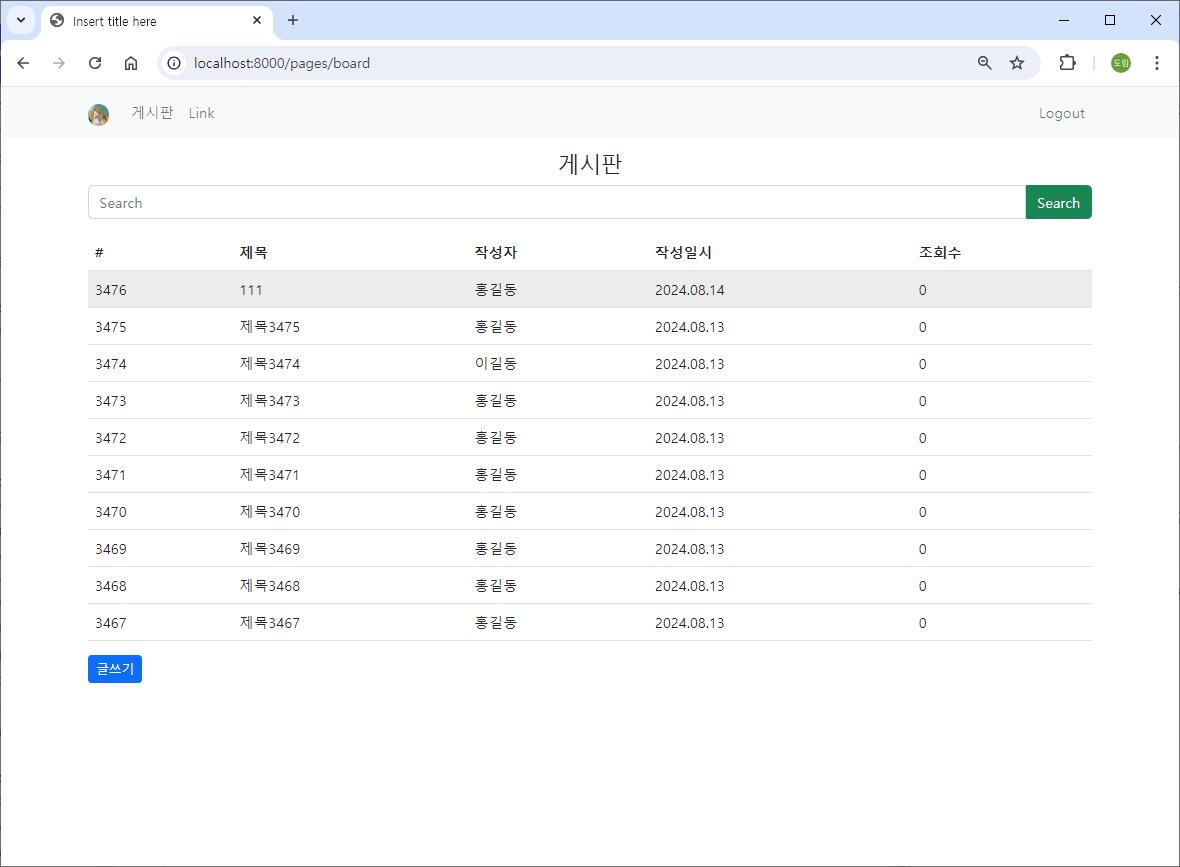 Insert title here
localhost:8000/pages/board
도림
게시판 Link Logout
게시판
Search Search
# 제목 작성자 작성일시 조회수
3476 111 홍길동 2024.08.14 0
3475 제목3475 홍길동 2024.08.13 0
3474 제목3474 이길동 2024.08.13 0
3473 제목3473 홍길동 2024.08.13 0
3472 제목3472 홍길동 2024.08.13 0
3471 제목3471 홍길동 2024.08.13 0
3470 제목3470 홍길동 2024.08.13 0
3469 제목3469 홍길동 2024.08.13 0
3468 제목3468 홍길동 2024.08.13 0
3467 제목3467 홍길동 2024.08.13 0
글쓰기